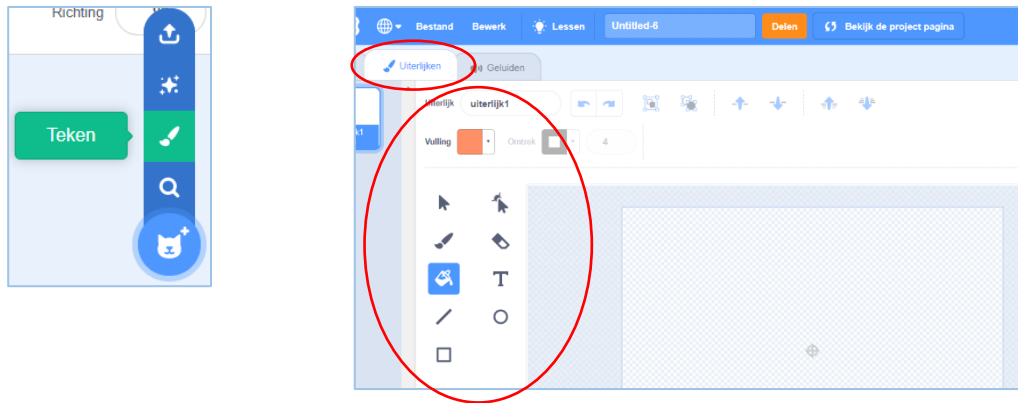 Richting
Teken
Bestand Bewerk Lessen Untitled-6 Delen Bekijk de project pagina
Uiterlijken Geluiden
Uiterlijk uiterlijk1
Vulling Omtrek 4
T